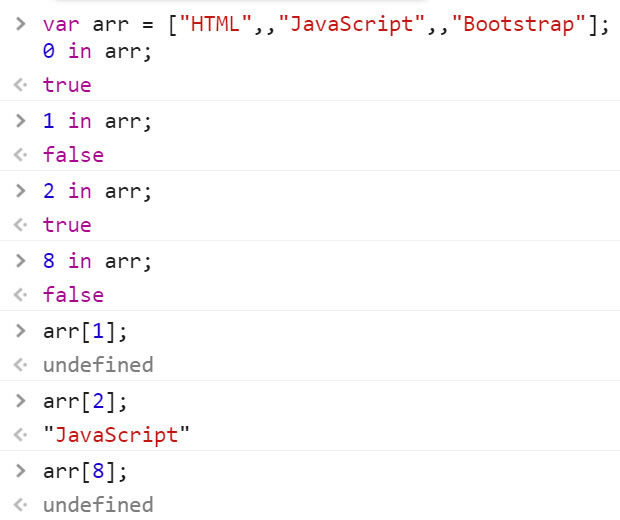 > var arr = ["HTML",,"JavaScript",,"Bootstrap"];
0 in arr;
<· true
> 1 in arr;
<· false
> 2 in arr;
<· true
> 8 in arr;
<· false
> arr[1];
<· undefined
> arr[2];
<· "JavaScript"
> arr[8];
<· undefined